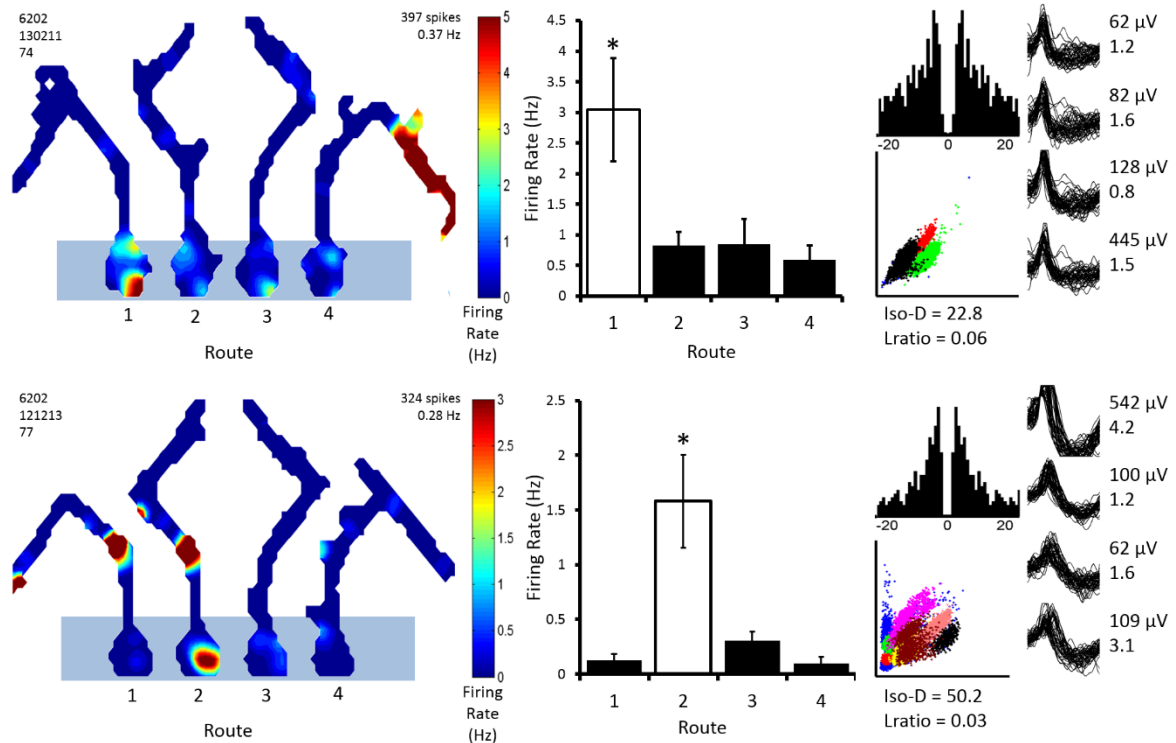 6202
130211
74
397 spikes
0.37 Hz
5
4
3
2
1
0
Firing
Rate
(Hz)
1 2 3 4
Route
Firing Rate (Hz)
4.5
4
3.5
3
2.5
2
1.5
1
0.5
0
*
1 2 3 4
Route
-20 0 20
Iso-D = 22.8
Lratio = 0.06
62 µV
1.2
82 µV
1.6
128 µV
0.8
445 µV
1.5
6202
121213
77
324 spikes
0.28 Hz
3
2.5
2
1.5
1
0.5
0
Firing
Rate
(Hz)
1 2 3 4
Route
Firing Rate (Hz)
2.5
2
1.5
1
0.5
0
*
1 2 3 4
Route
-20 0 20
Iso-D = 50.2
Lratio = 0.03
542 µV
4.2
100 µV
1.2
62 µV
1.6
109 µV
3.1